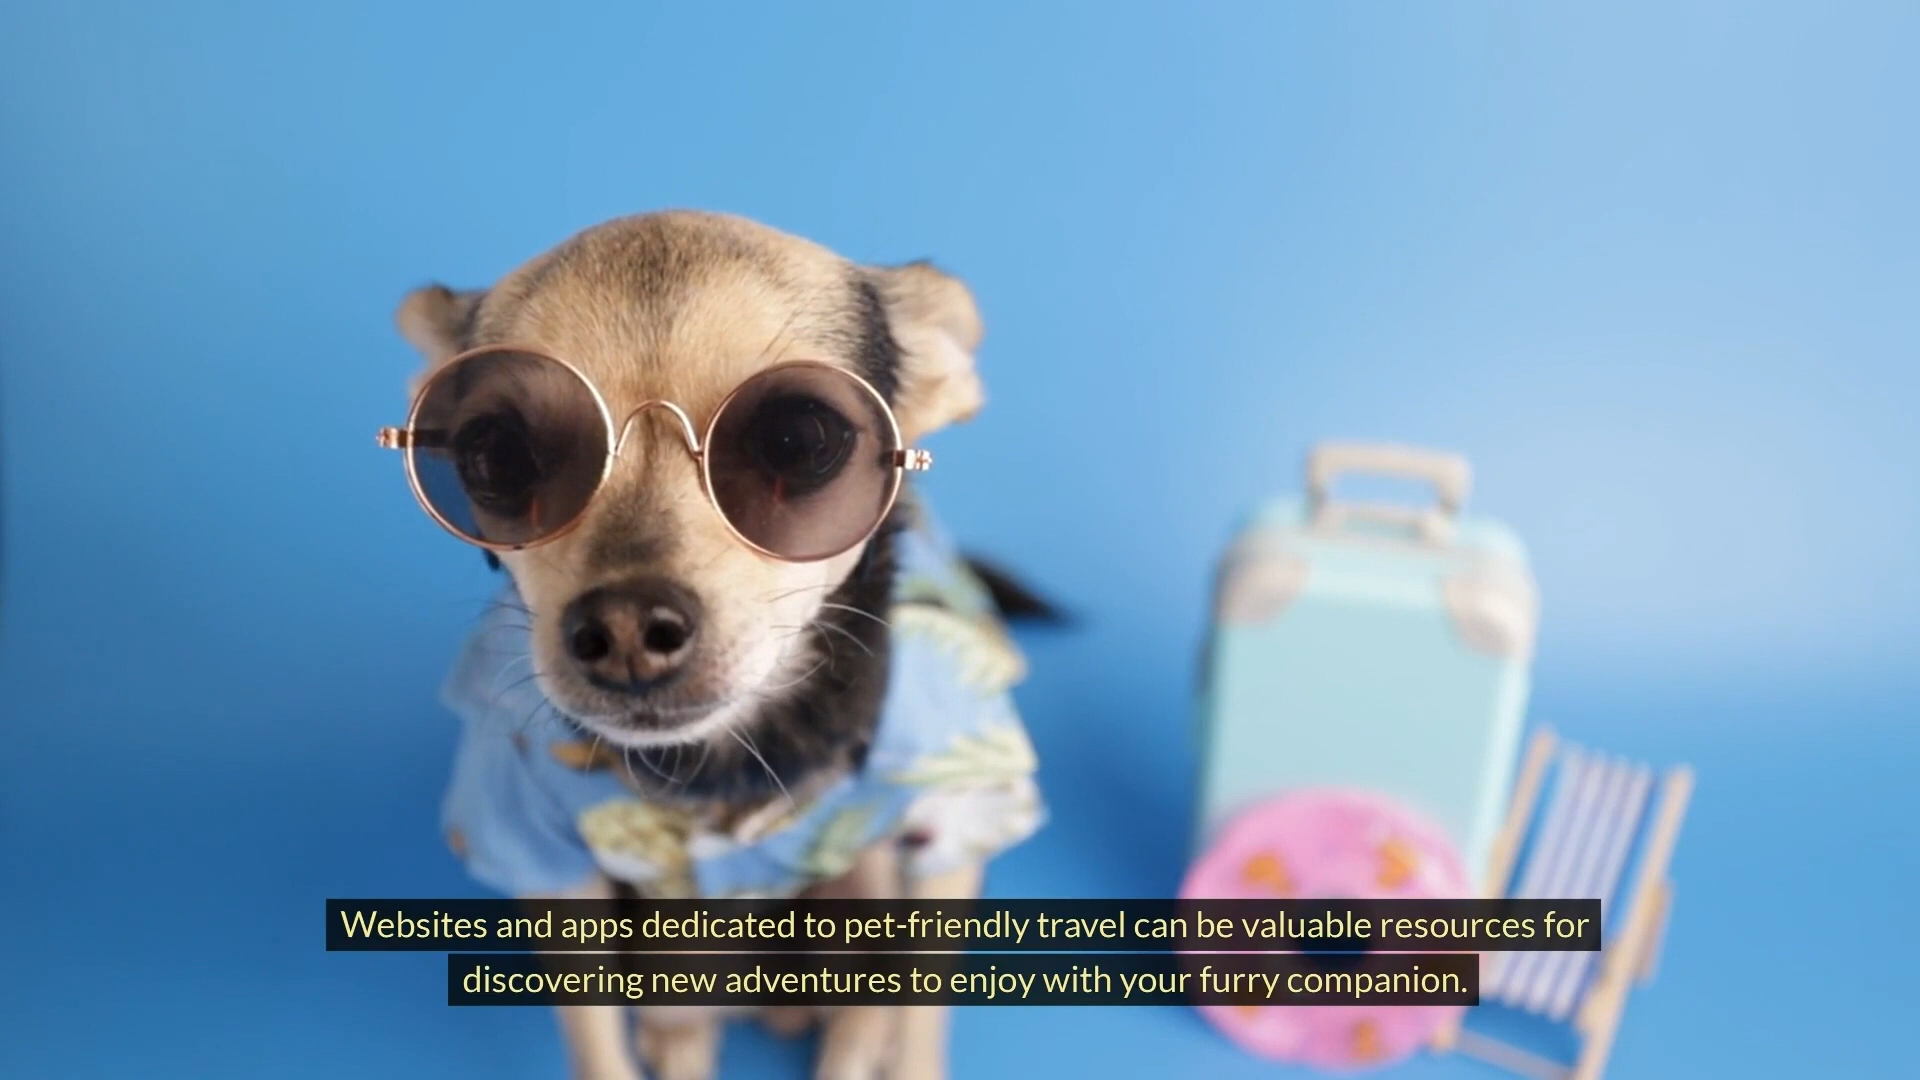 Websites and apps dedicated to pet-friendly travel can be valuable resources for
discovering new adventures to enjoy with your furry companion.